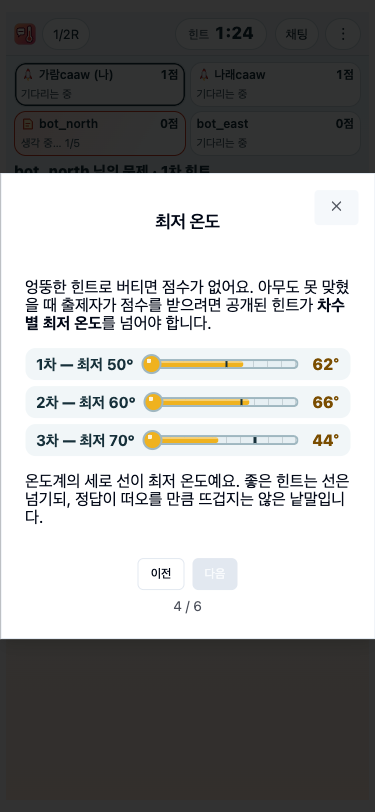 1/2R
힌트 1:24
채팅
가람caaw (나) 1점
기다리는 중
나래caaw 1점
기다리는 중
bot_north 0점
생각 중... 1/5
bot_east 0점
기다리는 중
bot_north 님의 문제 · 1차 힌트
최저 온도
엉뚱한 힌트로 버티면 점수가 없어요. 아무도 못 맞혔
을 때 출제자가 점수를 받으려면 공개된 힌트가 차수
별 최저 온도를 넘어야 합니다.
1차 — 최저 50° 62°
2차 — 최저 60° 66°
3차 — 최저 70° 44°
온도계의 세로 선이 최저 온도예요. 좋은 힌트는 선은
넘기되, 정답이 떠오를 만큼 뜨겁지는 않은 낱말입니
다.
이전
다음
4 / 6